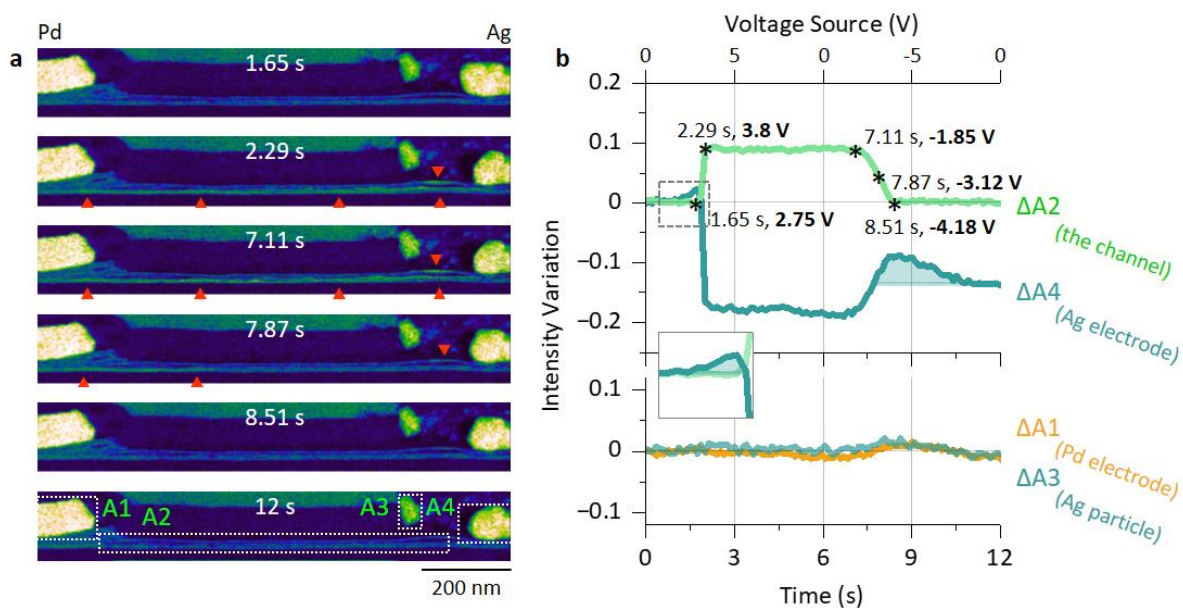 a
Pd
Ag
1.65 s
2.29 s
7.11 s
7.87 s
8.51 s
12 s
A1
A2
A3
A4
200 nm
b
Voltage Source (V)
0 5 0 -5 0
Intensity Variation
0.2
0.1
0
−0.1
−0.2
2.29 s, 3.8 V
7.11 s, -1.85 V
7.87 s, -3.12 V
1.65 s, 2.75 V
8.51 s, -4.18 V
ΔA2
(the channel)
ΔA4
(Ag electrode)
0.1
0
−0.1
ΔA1
(Pd electrode)
ΔA3
(Ag particle)
0 3 6 9 12
Time (s)